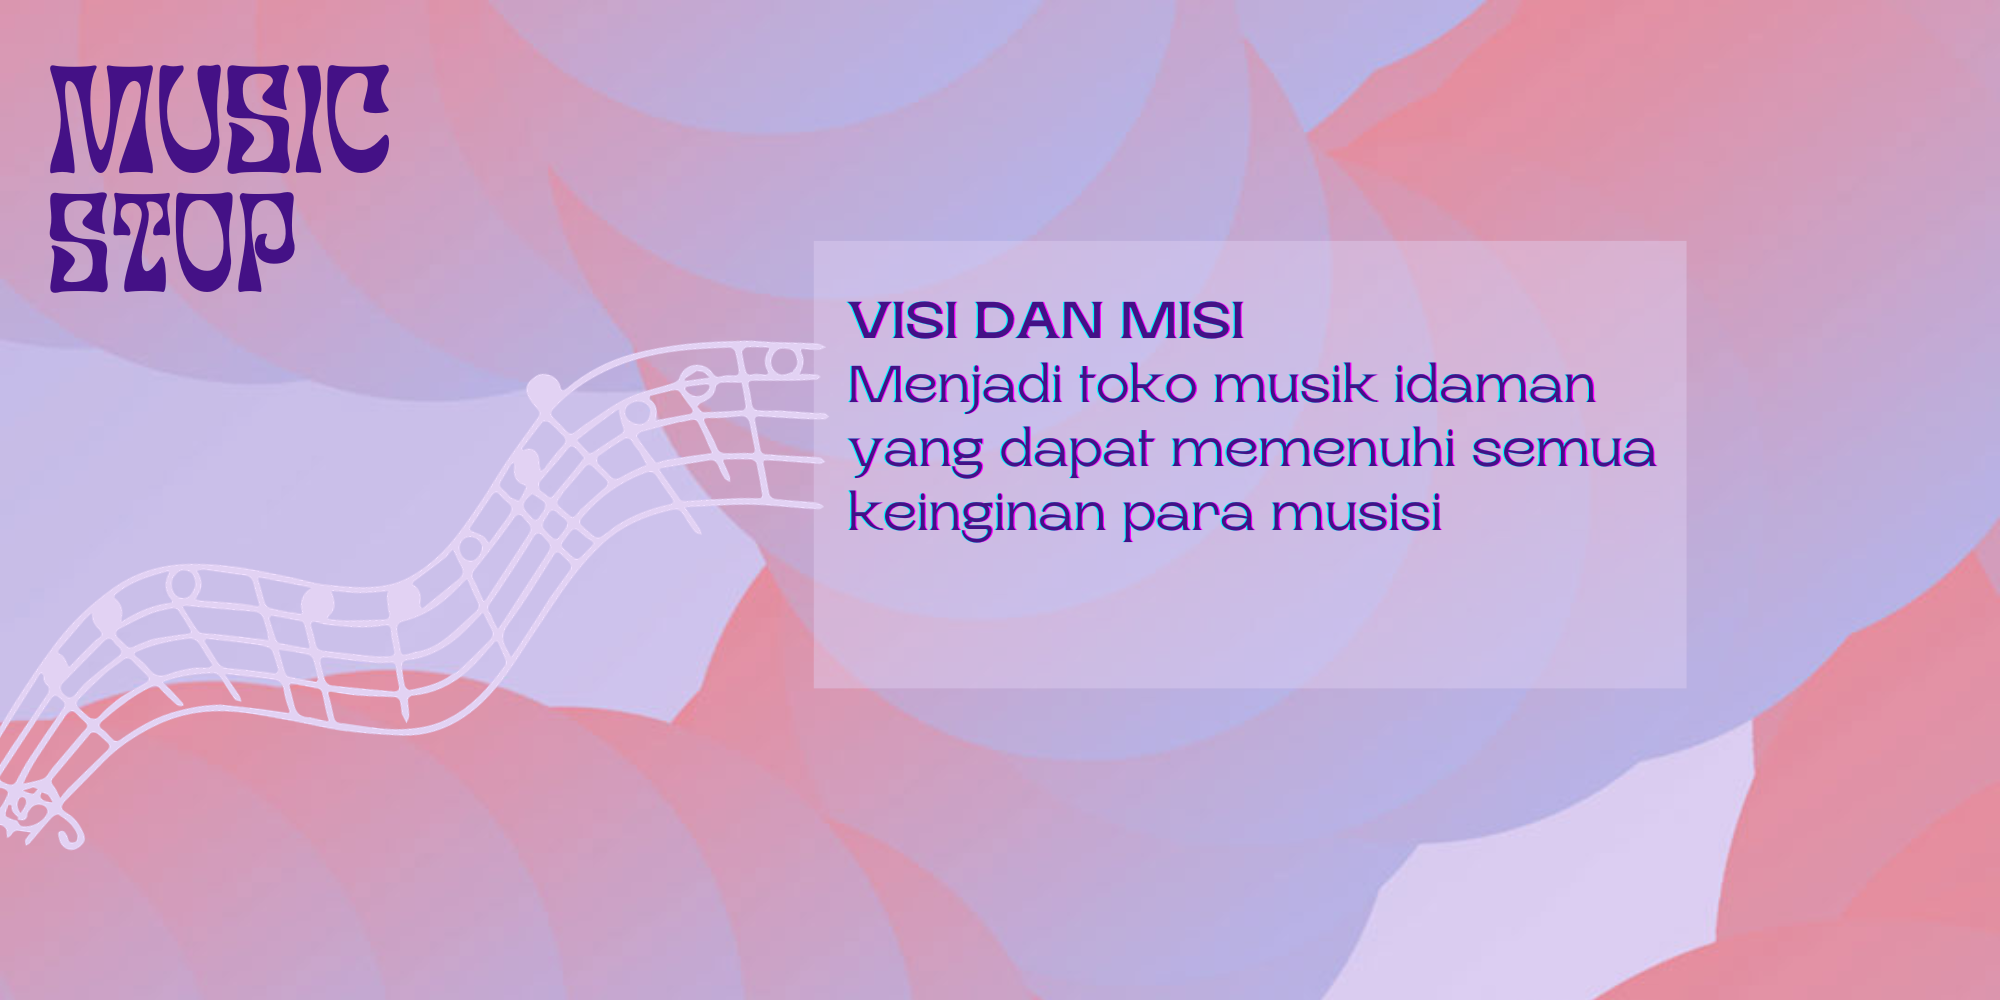 MUSIC
STOP
VISI DAN MISI
Menjadi toko musik idaman
yang dapat memenuhi semua
keinginan para musisi